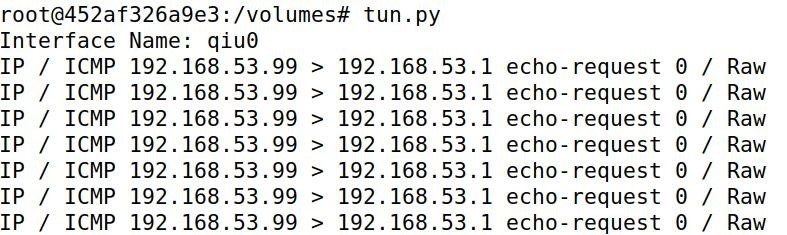 root@452af326a9e3:/volumes# tun.py
Interface Name: qiu0
IP / ICMP 192.168.53.99 > 192.168.53.1 echo-request 0 / Raw
IP / ICMP 192.168.53.99 > 192.168.53.1 echo-request 0 / Raw
IP / ICMP 192.168.53.99 > 192.168.53.1 echo-request 0 / Raw
IP / ICMP 192.168.53.99 > 192.168.53.1 echo-request 0 / Raw
IP / ICMP 192.168.53.99 > 192.168.53.1 echo-request 0 / Raw
IP / ICMP 192.168.53.99 > 192.168.53.1 echo-request 0 / Raw
IP / ICMP 192.168.53.99 > 192.168.53.1 echo-request 0 / Raw